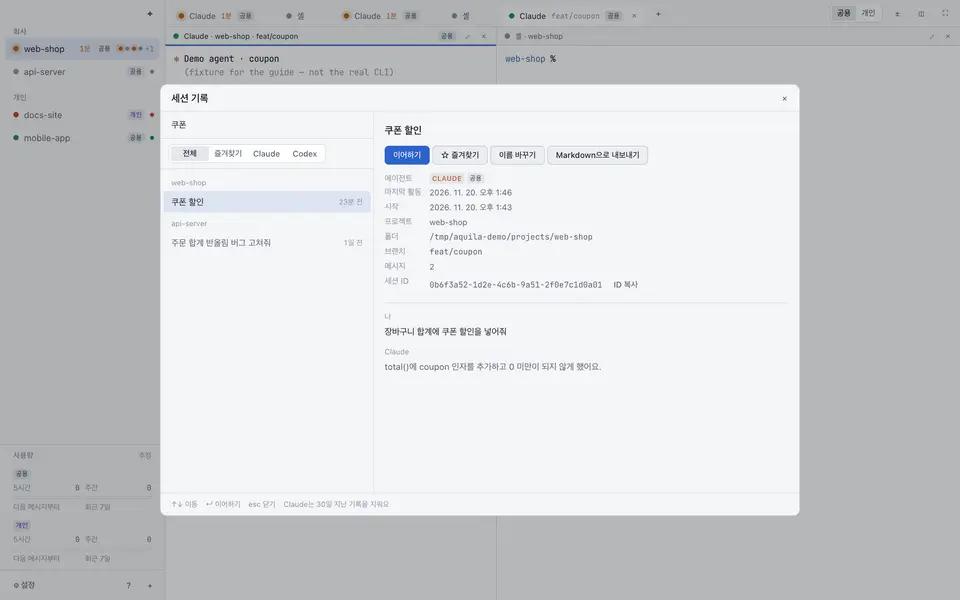 Claude 1분 공용 셸 Claude 1분 공용 셸 Claude feat/coupon 공용 × + 공용 개인
회사
Claude · web-shop · feat/coupon 공용 × 셸 · web-shop ×
web-shop 1분 공용 +1
api-server 공용
Demo agent · coupon
(fixture for the guide — not the real CLI)
web-shop %
개인
docs-site 개인
mobile-app 공용
세션 기록 ×
쿠폰
전체 즐겨찾기 Claude Codex
web-shop
쿠폰 할인 23분 전
api-server
주문 합계 반올림 버그 고쳐줘 1일 전
쿠폰 할인
이어하기 ☆ 즐겨찾기 이름 바꾸기 Markdown으로 내보내기
에이전트 CLAUDE 공용
마지막 활동 2026. 11. 20. 오후 1:46
시작 2026. 11. 20. 오후 1:43
프로젝트 web-shop
폴더 /tmp/aquila-demo/projects/web-shop
브랜치 feat/coupon
메시지 2
세션 ID 0b6f3a52-1d2e-4c6b-9a51-2f0e7c1d0a01 ID 복사
나
장바구니 합계에 쿠폰 할인을 넣어줘
Claude
total()에 coupon 인자를 추가하고 0 미만이 되지 않게 했어요.
↑↓ 이동 ↵ 이어하기 esc 닫기 Claude는 30일 지난 기록을 지워요
사용량 추정
공용
5시간 0 주간 0
다음 메시지부터 최근 7일
개인
5시간 0 주간 0
다음 메시지부터 최근 7일
설정 ? +